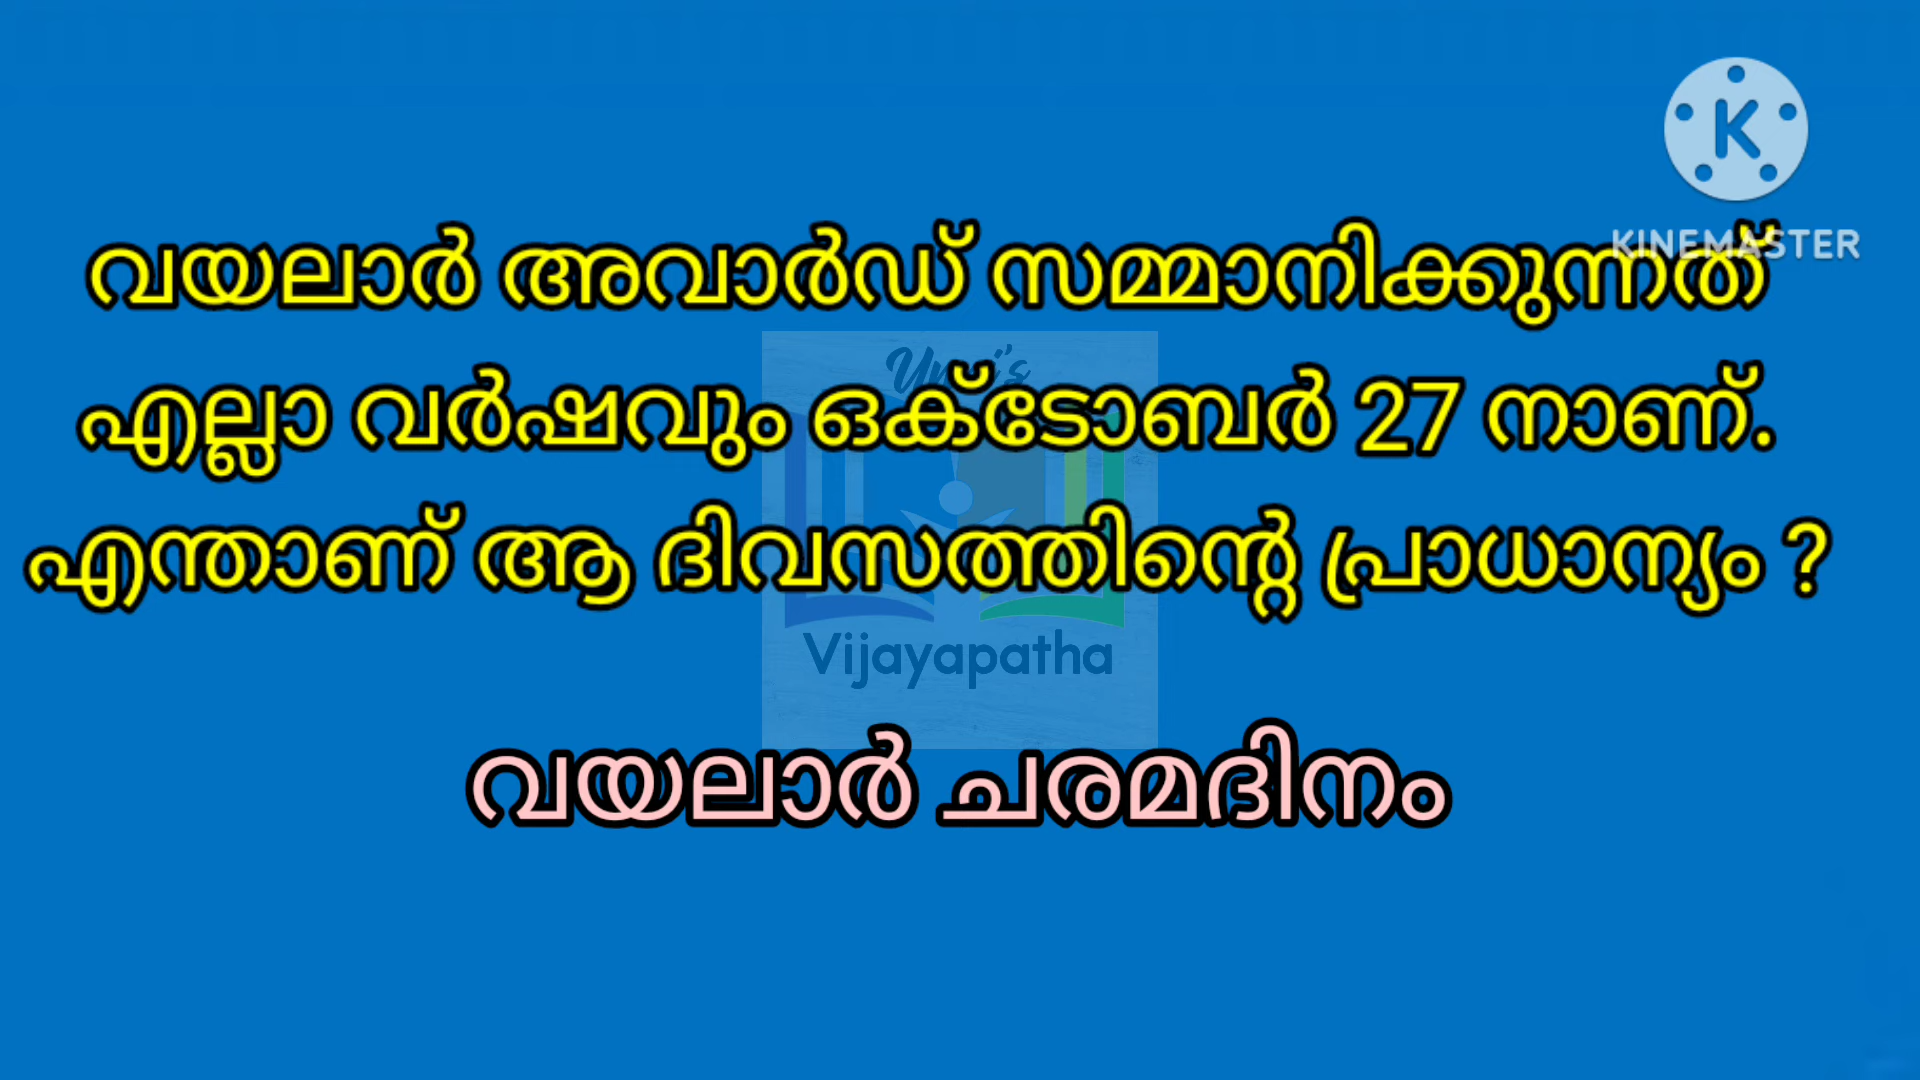 KINEMASTER
വയലാർ അവാർഡ് സമ്മാനിക്കുന്നത്
എല്ലാ വർഷവും ഒക്ടോബർ 27 നാണ്.
എന്താണ് ആ ദിവസത്തിന്റെ പ്രാധാന്യം ?
Vijayapatha
വയലാർ ചരമദിനം